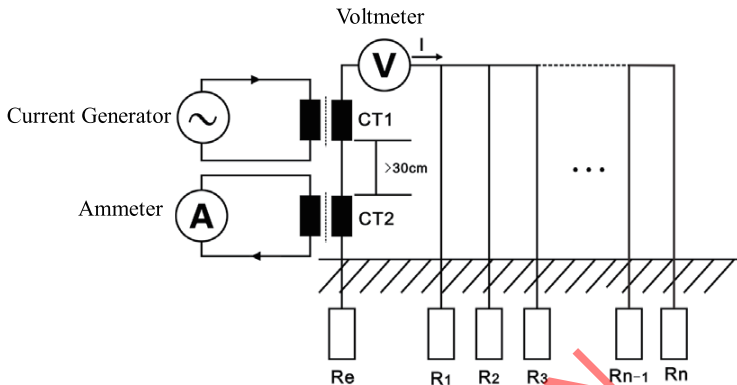 Voltmeter
V
I
Current Generator
CT1
>30cm
Ammeter
A
CT2
Re
R1
R2
R3
Rn-1
Rn